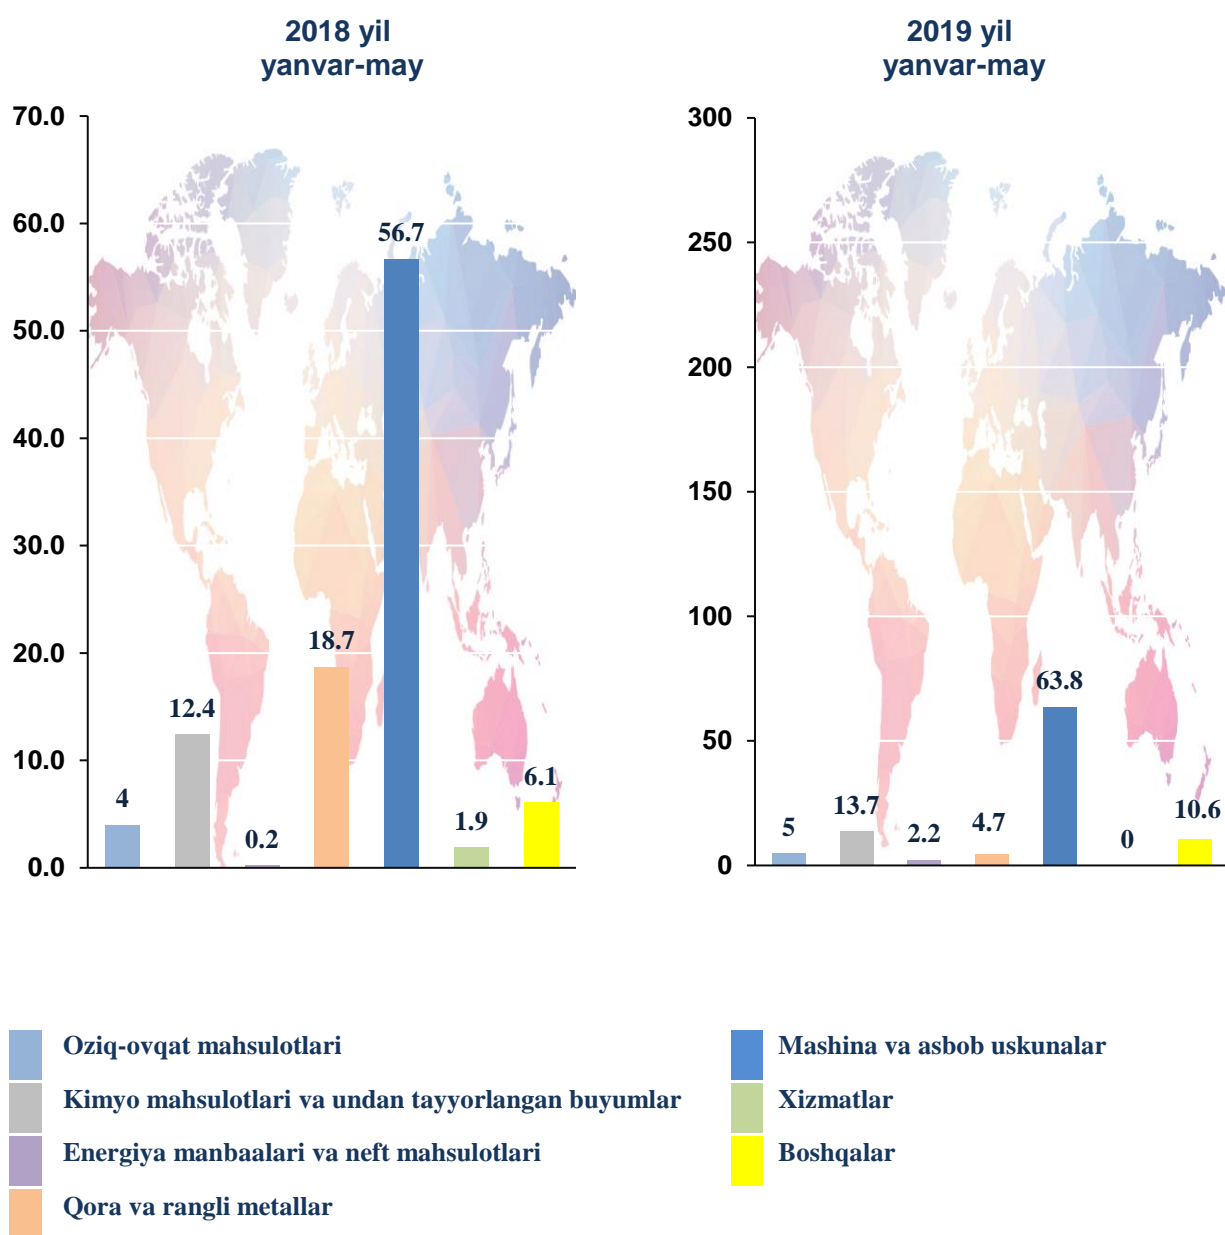 2018 yil
yanvar-may
70.0
60.0
50.0
40.0
30.0
20.0
10.0
0.0
4
12.4
0.2
18.7
56.7
1.9
6.1
2019 yil
yanvar-may
300
250
200
150
100
50
0
5
13.7
2.2
4.7
63.8
0
10.6
Oziq-ovqat mahsulotlari
Kimyo mahsulotlari va undan tayyorlangan buyumlar
Energiya manbaalari va neft mahsulotlari
Qora va rangli metallar
Mashina va asbob uskunalar
Xizmatlar
Boshqalar